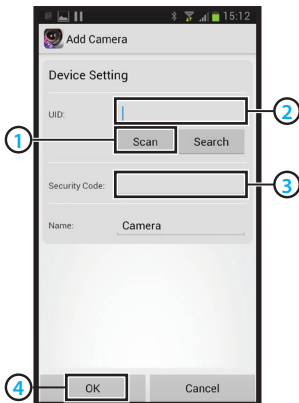 15:12
Add Camera
Device Setting
UID:
2
1
Scan Search
Security Code:
3
Name: Camera
4
OK Cancel